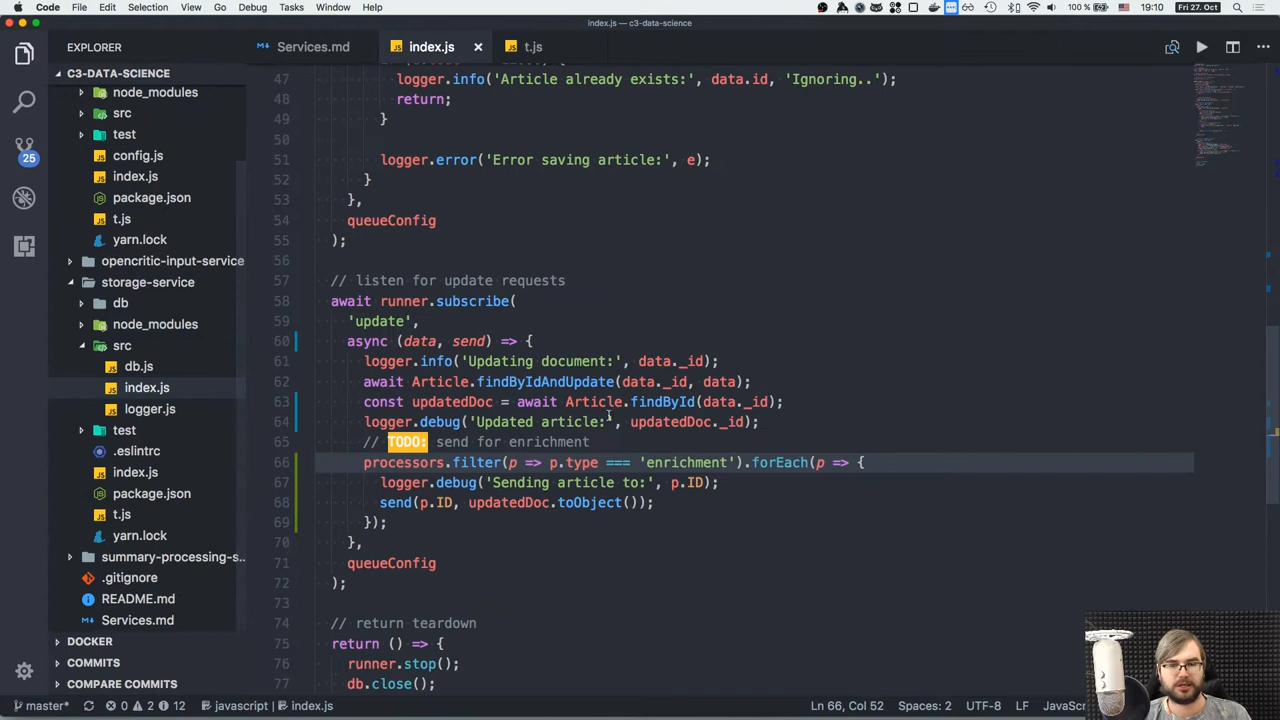 Code File Edit Selection View Go Debug Tasks Window Help
100 % US 19:10 Fri 27. Oct
index.js — c3-data-science
EXPLORER
Services.md index.js × t.js
C3-DATA-SCIENCE
node_modules
src
test
config.js
index.js
package.json
t.js
yarn.lock
opencritic-input-service
storage-service
db
node_modules
src
db.js
index.js
logger.js
test
.eslintrc
index.js
t.js
yarn.lock
summary-processing-s...
.gitignore
README.md
Services.md
DOCKER
COMMITS
COMPARE COMMITS
25
47 logger.info('Article already exists:', data.id, 'Ignoring..');
48 return;
49 }
50
51 logger.error('Error saving article:', e);
52 }
53 },
54 queueConfig
55 );
56
57 // listen for update requests
58 await runner.subscribe(
59 'update',
60 async (data, send) => {
61 logger.info('Updating document:', data._id);
62 await Article.findByIdAndUpdate(data._id, data);
63 const updatedDoc = await Article.findById(data._id);
64 logger.debug('Updated article:', updatedDoc._id);
65 // TODO: send for enrichment
66 processors.filter(p => p.type === 'enrichment').forEach(p => {
67 logger.debug('Sending article to:', p.ID);
68 send(p.ID, updatedDoc.toObject());
69 });
70 },
71 queueConfig
72 );
73
74 // return teardown
75 return () => {
76 runner.stop();
77 db.close();
master* 0 2 12 javascript | index.js Ln 66, Col 52 Spaces: 2 UTF-8 LF JavaSc